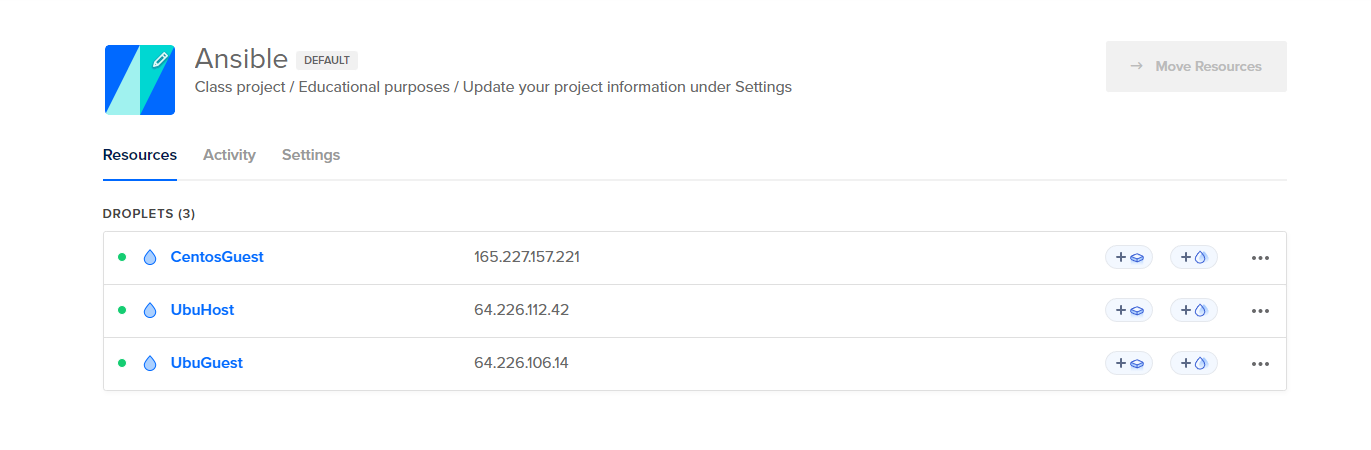 Ansible DEFAULT
Class project / Educational purposes / Update your project information under Settings
→ Move Resources
Resources Activity Settings
DROPLETS (3)
CentosGuest 165.227.157.221
UbuHost 64.226.112.42
UbuGuest 64.226.106.14